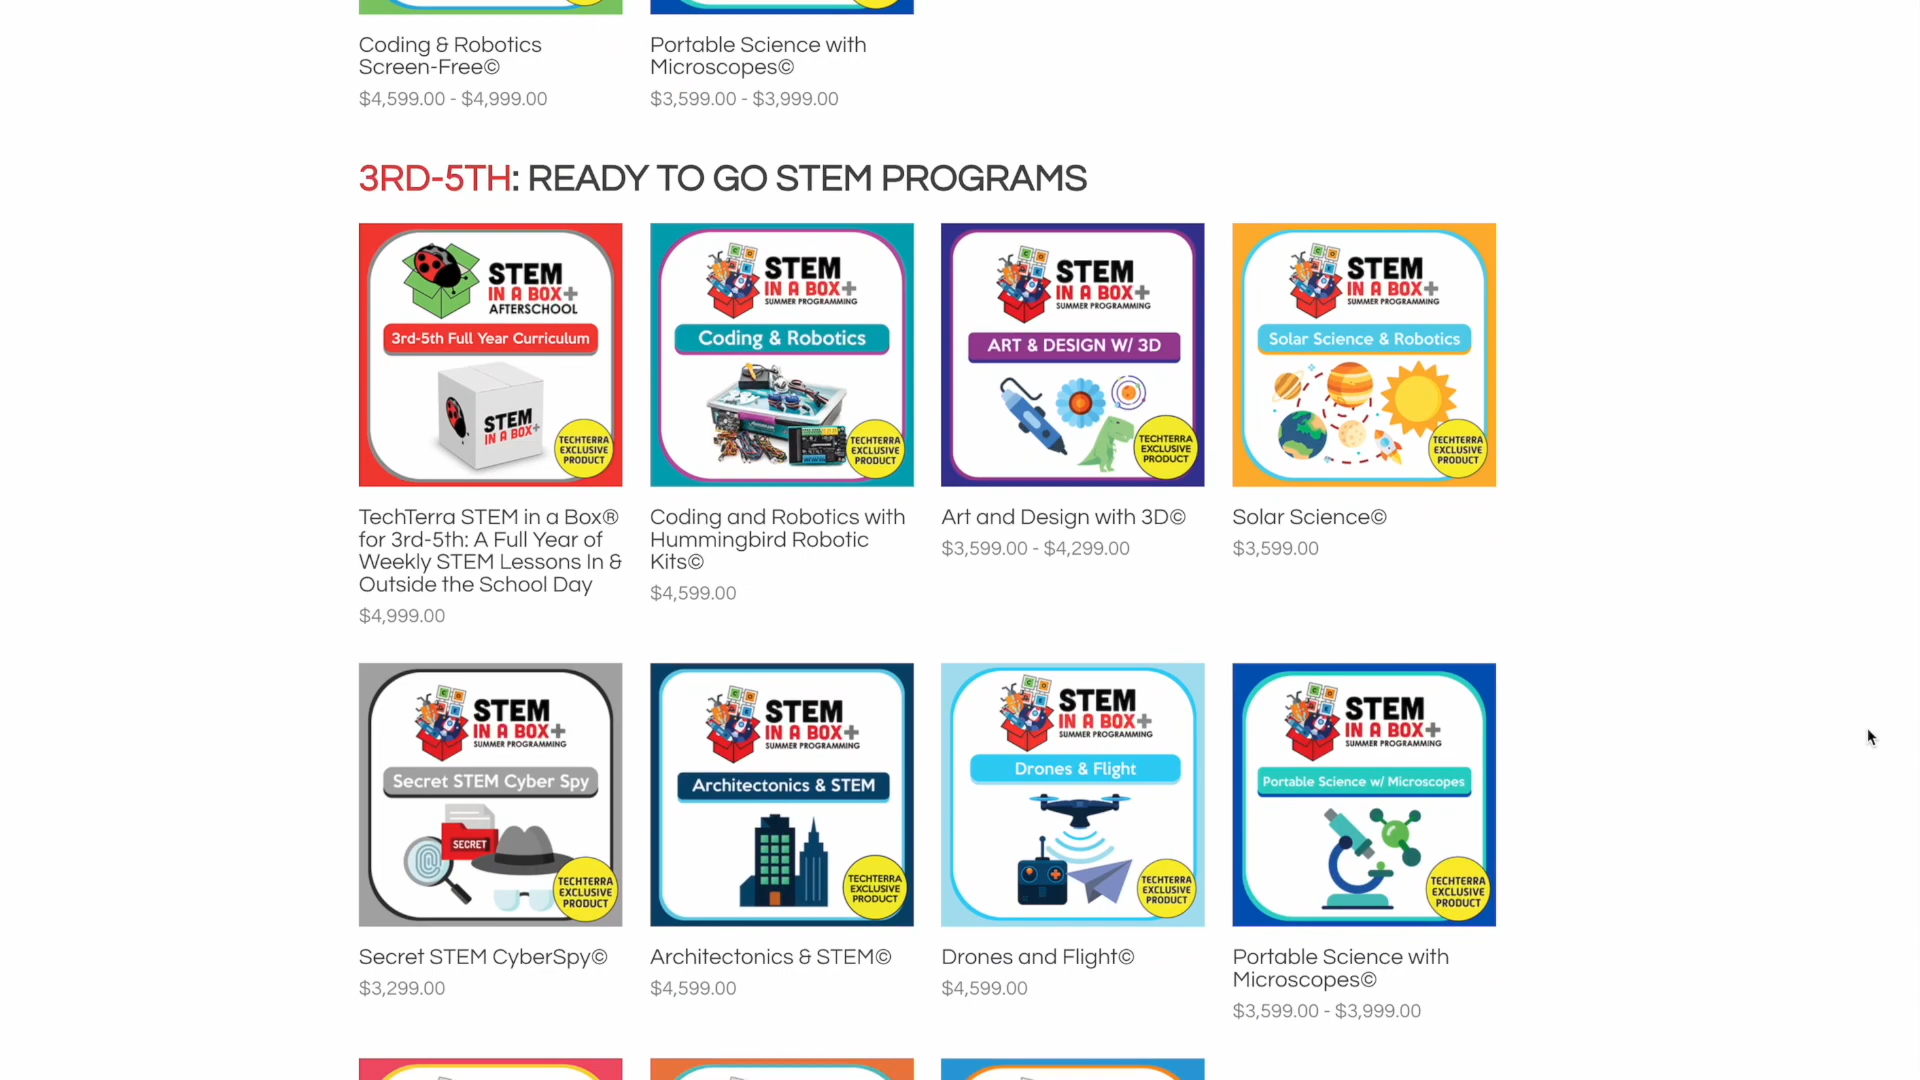 Coding & Robotics
Screen-Free©
$4,599.00 - $4,999.00
Portable Science with
Microscopes©
$3,599.00 - $3,999.00
3RD-5TH: READY TO GO STEM PROGRAMS
STEM
IN A BOX+
AFTERSCHOOL
3rd-5th Full Year Curriculum
STEM
IN A BOX+
TECHTERRA
EXCLUSIVE
PRODUCT
TechTerra STEM in a Box®
for 3rd-5th: A Full Year of
Weekly STEM Lessons In &
Outside the School Day
$4,999.00
CODE
STEM
IN A BOX+
SUMMER PROGRAMMING
Coding & Robotics
TECHTERRA
EXCLUSIVE
PRODUCT
Coding and Robotics with
Hummingbird Robotic
Kits©
$4,599.00
CODE
STEM
IN A BOX+
SUMMER PROGRAMMING
ART & DESIGN W/ 3D
TECHTERRA
EXCLUSIVE
PRODUCT
Art and Design with 3D©
$3,599.00 - $4,299.00
CODE
STEM
IN A BOX+
SUMMER PROGRAMMING
Solar Science & Robotics
TECHTERRA
EXCLUSIVE
PRODUCT
Solar Science©
$3,599.00
CODE
STEM
IN A BOX+
SUMMER PROGRAMMING
Secret STEM Cyber Spy
SECRET
TECHTERRA
EXCLUSIVE
PRODUCT
Secret STEM CyberSpy©
$3,299.00
CODE
STEM
IN A BOX+
SUMMER PROGRAMMING
Architectonics & STEM
TECHTERRA
EXCLUSIVE
PRODUCT
Architectonics & STEM©
$4,599.00
CODE
STEM
IN A BOX+
SUMMER PROGRAMMING
Drones & Flight
TECHTERRA
EXCLUSIVE
PRODUCT
Drones and Flight©
$4,599.00
CODE
STEM
IN A BOX+
SUMMER PROGRAMMING
Portable Science w/ Microscopes
TECHTERRA
EXCLUSIVE
PRODUCT
Portable Science with
Microscopes©
$3,599.00 - $3,999.00